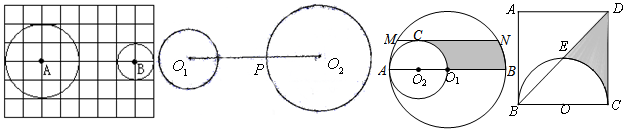 A B
O₁ P O₂
M C N
A O₂ O₁ B
A D
E
B O C